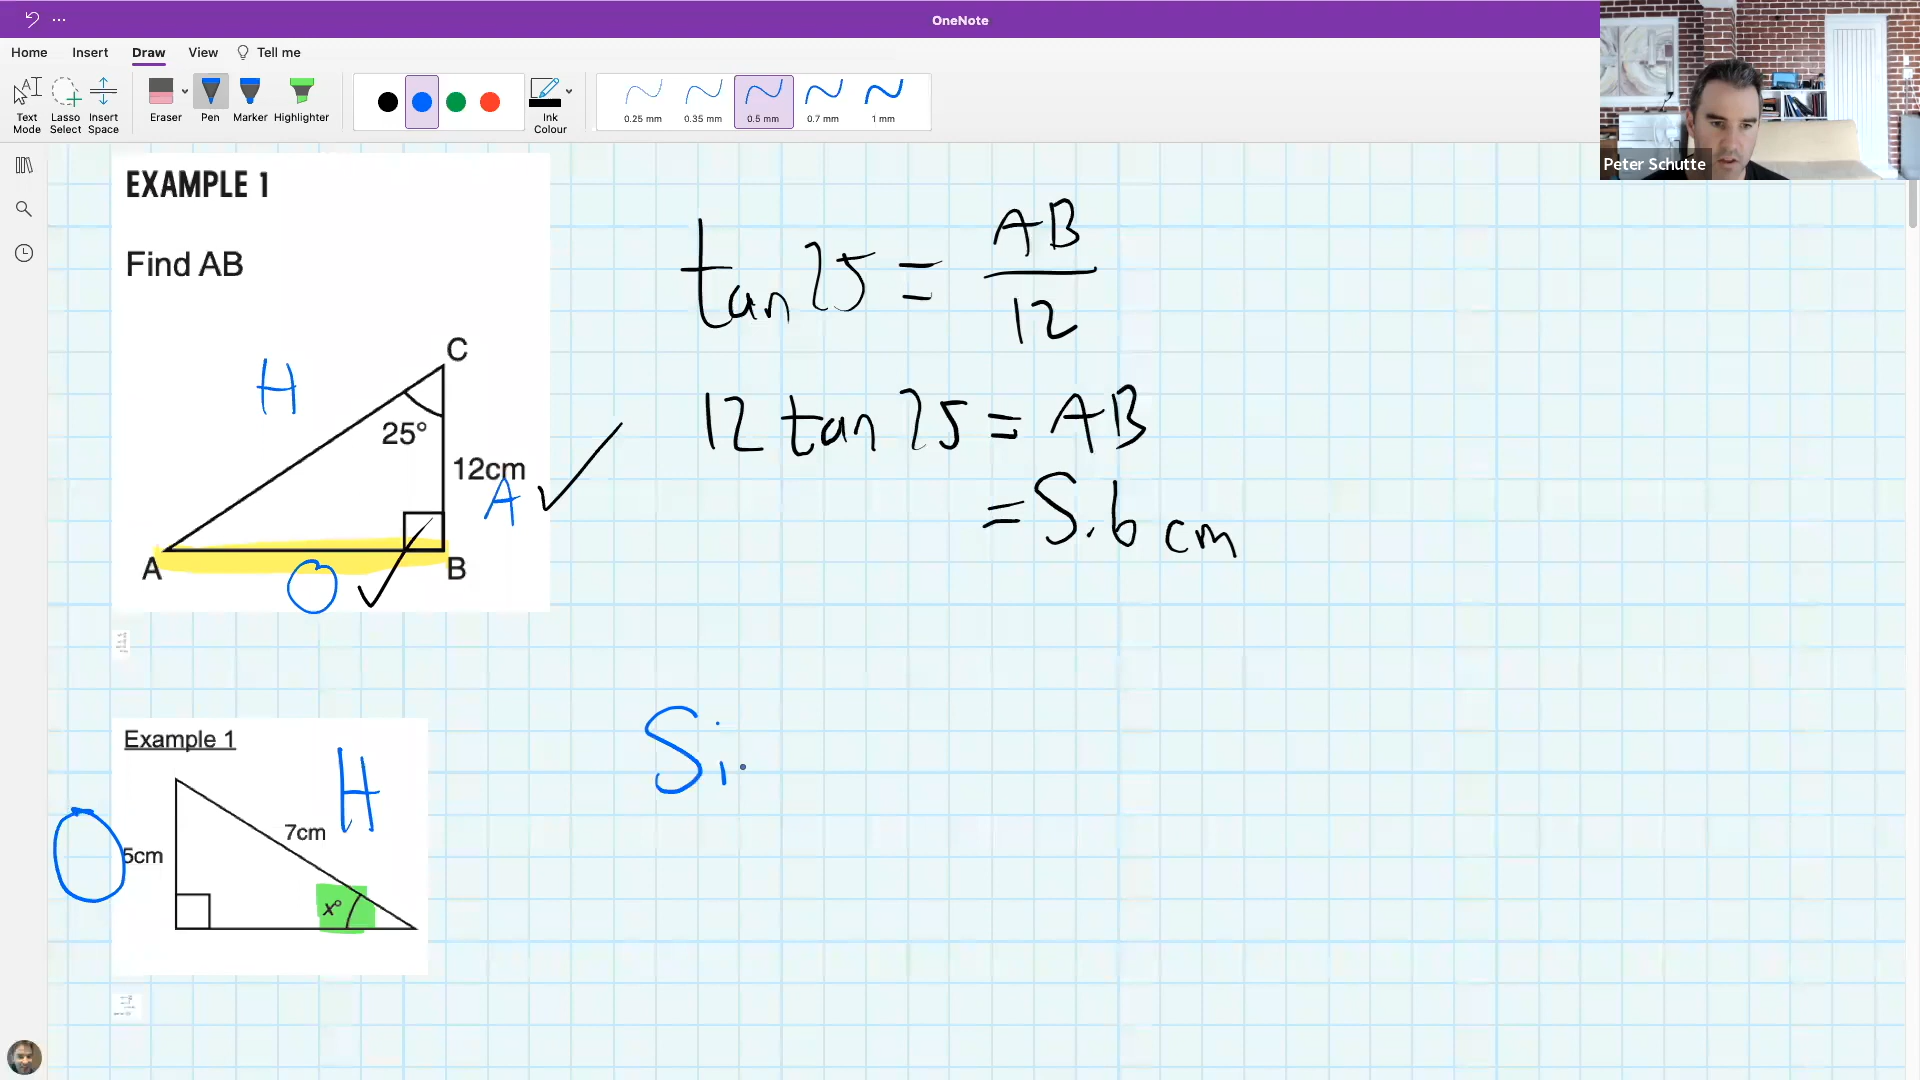 OneNote
Home Insert Draw View Tell me
Text Mode
Lasso Select
Insert Space
Eraser
Pen
Marker
Highlighter
Ink Colour
0.25 mm
0.35 mm
0.5 mm
0.7 mm
1 mm
Peter Schutte
EXAMPLE 1
Find AB
C
H
25°
12cm
A
A
B
O
tan 25 = AB/12
12 tan 25 = AB
= 5.6 cm
Example 1
H
7cm
O
5cm
x°
Si